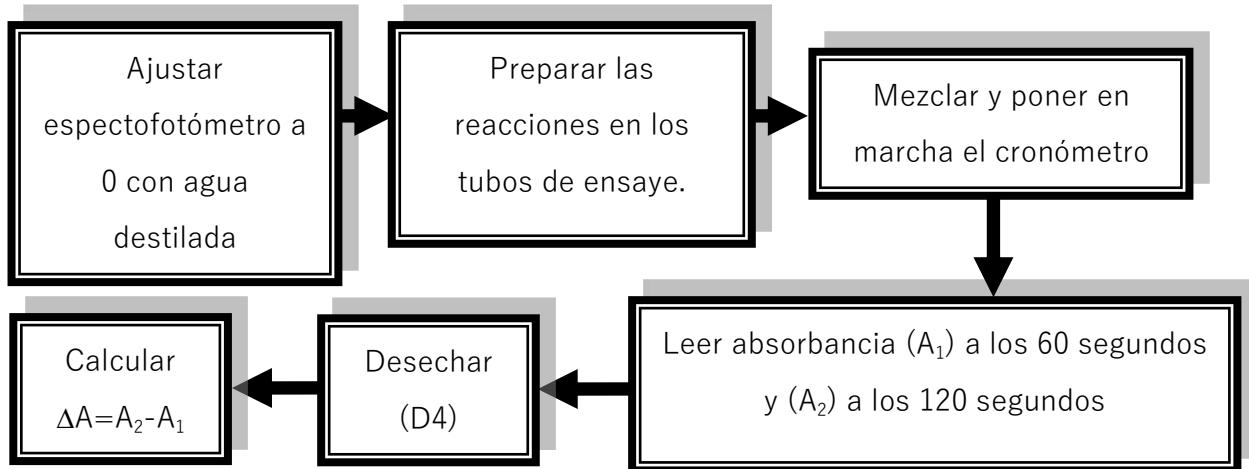 Ajustar
espectofotómetro a
0 con agua
destilada
Preparar las
reacciones en los
tubos de ensaye.
Mezclar y poner en
marcha el cronómetro
Leer absorbancia (A₁) a los 60 segundos
y (A₂) a los 120 segundos
Desechar
(D4)
Calcular
ΔA=A₂-A₁